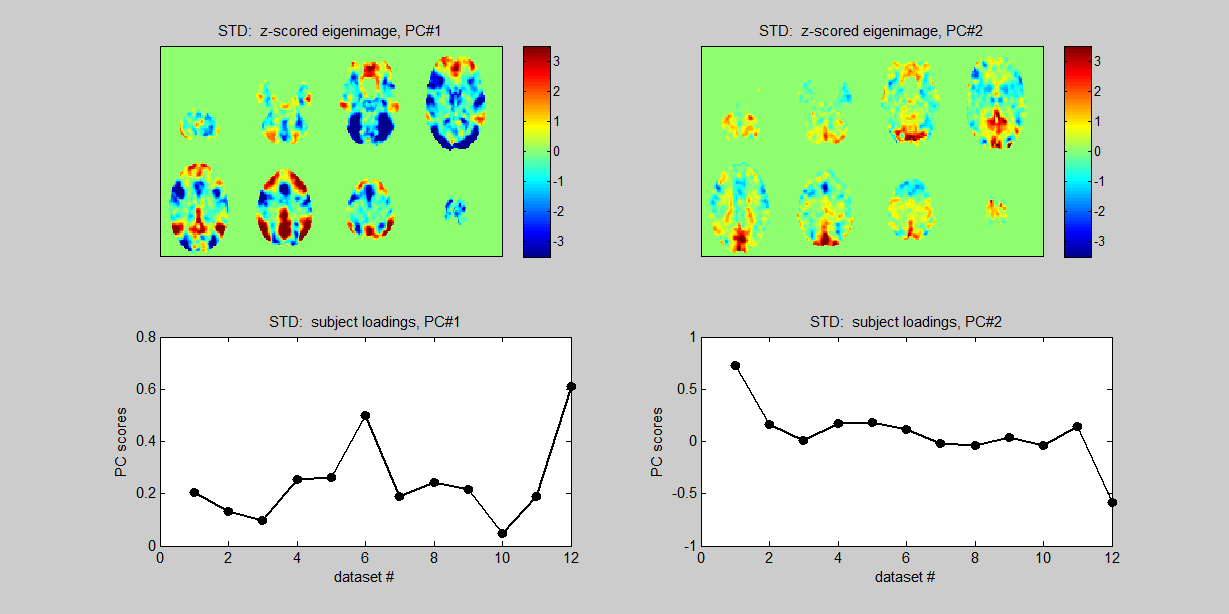 STD:  z-scored eigenimage, PC#1
3
2
1
0
-1
-2
-3
STD:  z-scored eigenimage, PC#2
3
2
1
0
-1
-2
-3
STD:  subject loadings, PC#1
PC scores
0.8
0.6
0.4
0.2
0
0 2 4 6 8 10 12
dataset #
STD:  subject loadings, PC#2
PC scores
1
0.5
0
-0.5
-1
0 2 4 6 8 10 12
dataset #